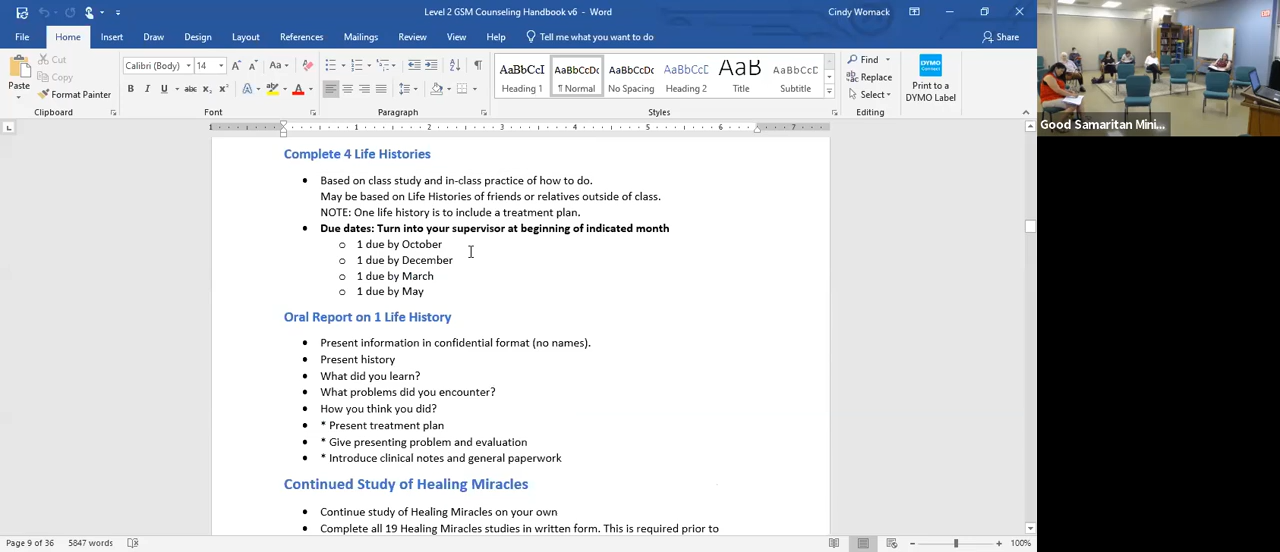 Level 2 GSM Counseling Handbook v6 - Word
Cindy Womack
File Home Insert Draw Design Layout References Mailings Review View Help Tell me what you want to do Share
Paste
Cut
Copy
Format Painter
Clipboard
Calibri (Body) 14
Font
Paragraph
AaBbCcI AaBbCcDc AaBbCcDc AaBbCcD AaB AaBbCcD
Heading 1 ¶ Normal No Spacing Heading 2 Title Subtitle
Styles
Find
Replace
Select
Editing
DYMO
Print to a
DYMO Label
Good Samaritan Mini...
1 1 2 3 4 5 6 7
Complete 4 Life Histories
• Based on class study and in-class practice of how to do.
May be based on Life Histories of friends or relatives outside of class.
NOTE: One life history is to include a treatment plan.
• Due dates: Turn into your supervisor at beginning of indicated month
o 1 due by October
o 1 due by December
o 1 due by March
o 1 due by May
Oral Report on 1 Life History
• Present information in confidential format (no names).
• Present history
• What did you learn?
• What problems did you encounter?
• How you think you did?
• * Present treatment plan
• * Give presenting problem and evaluation
• * Introduce clinical notes and general paperwork
Continued Study of Healing Miracles
• Continue study of Healing Miracles on your own
• Complete all 19 Healing Miracles studies in written form. This is required prior to
Page 9 of 36 5847 words 100%